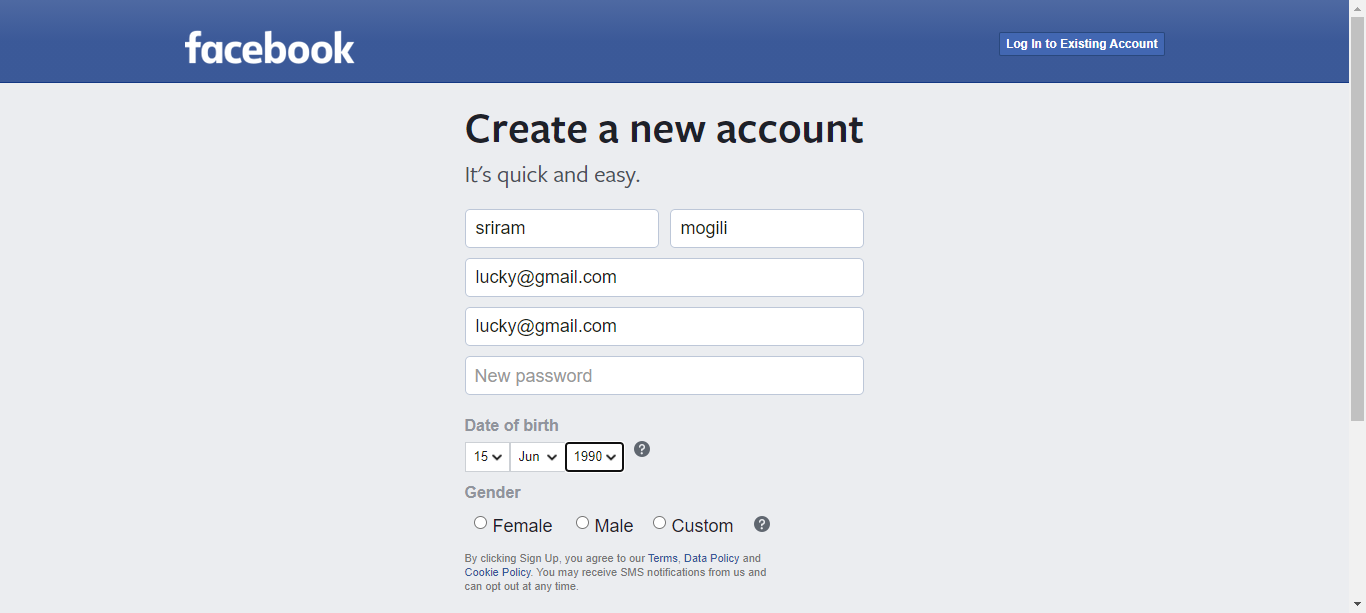 facebook
Log In to Existing Account
Create a new account
It's quick and easy.
sriram mogili
lucky@gmail.com
lucky@gmail.com
New password
Date of birth
15 Jun 1990 ?
Gender
Female Male Custom ?
By clicking Sign Up, you agree to our Terms, Data Policy and
Cookie Policy. You may receive SMS notifications from us and
can opt out at any time.